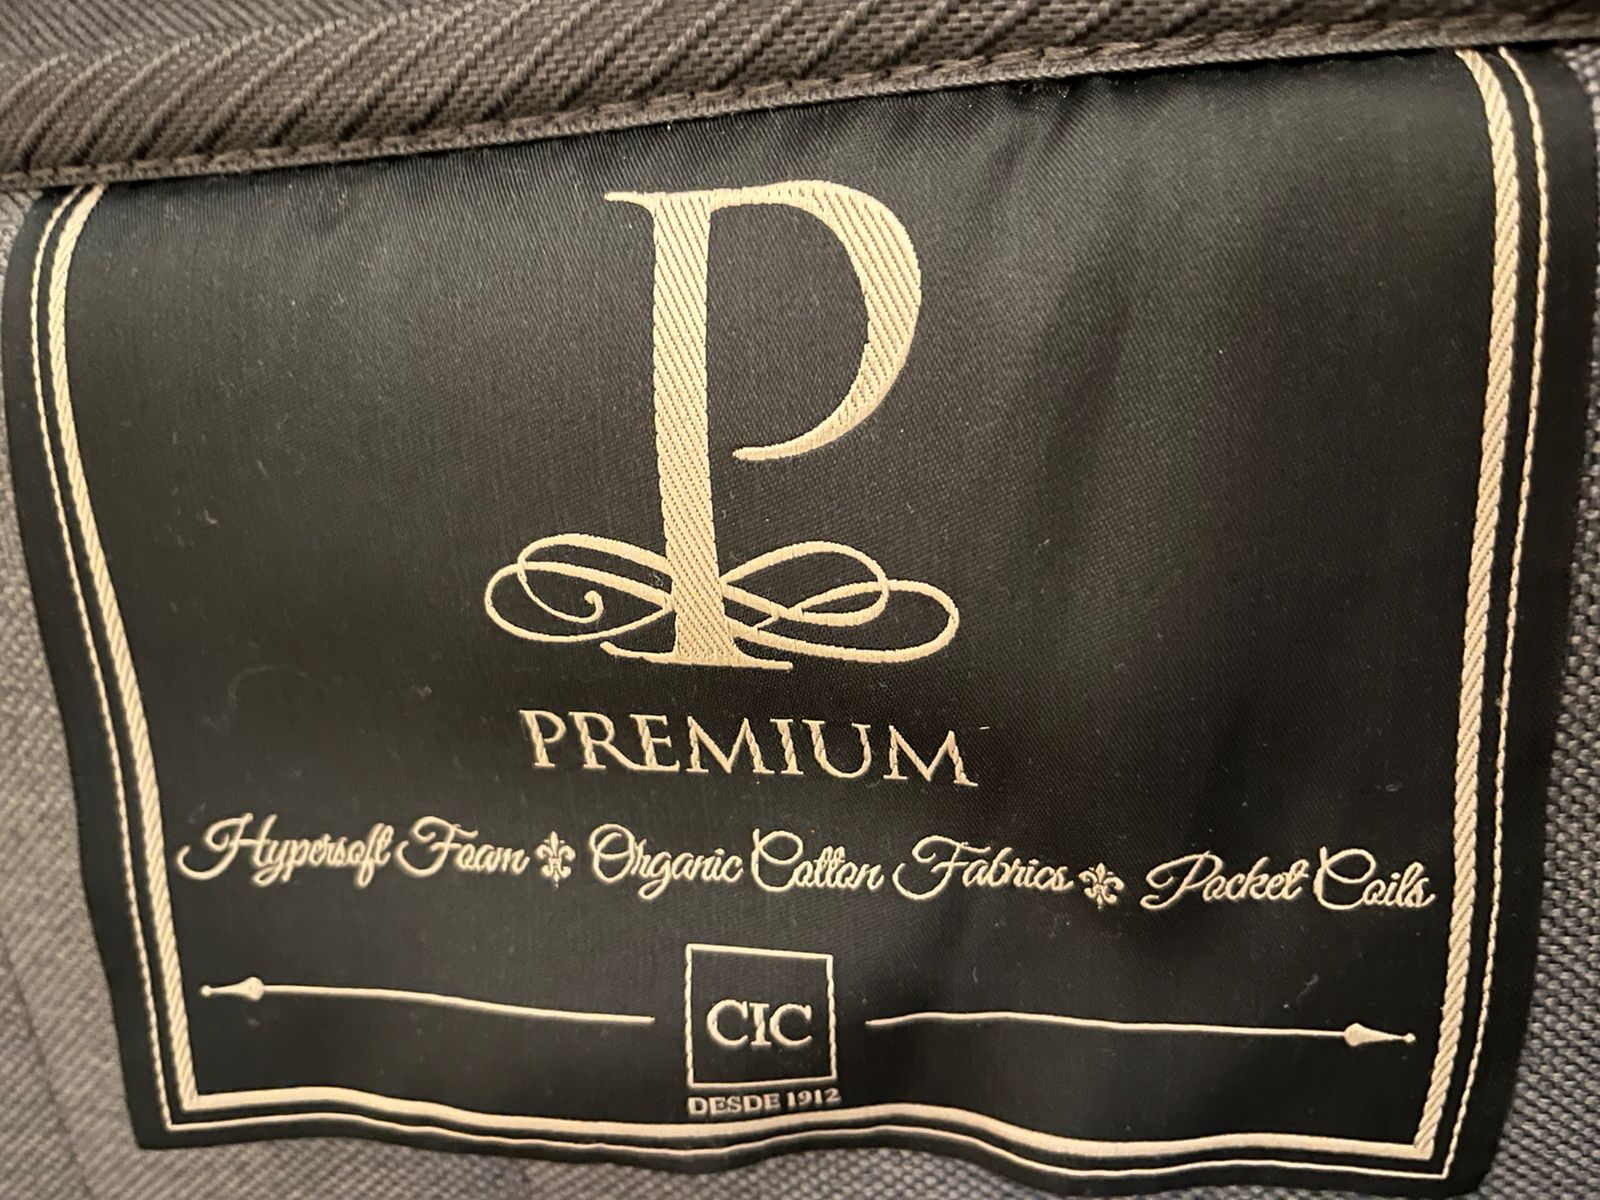 P
PREMIUM
Hypersoft Foam ⚜ Organic Cotton Fabrics ⚜ Pocket Coils
CIC
DESDE 1912